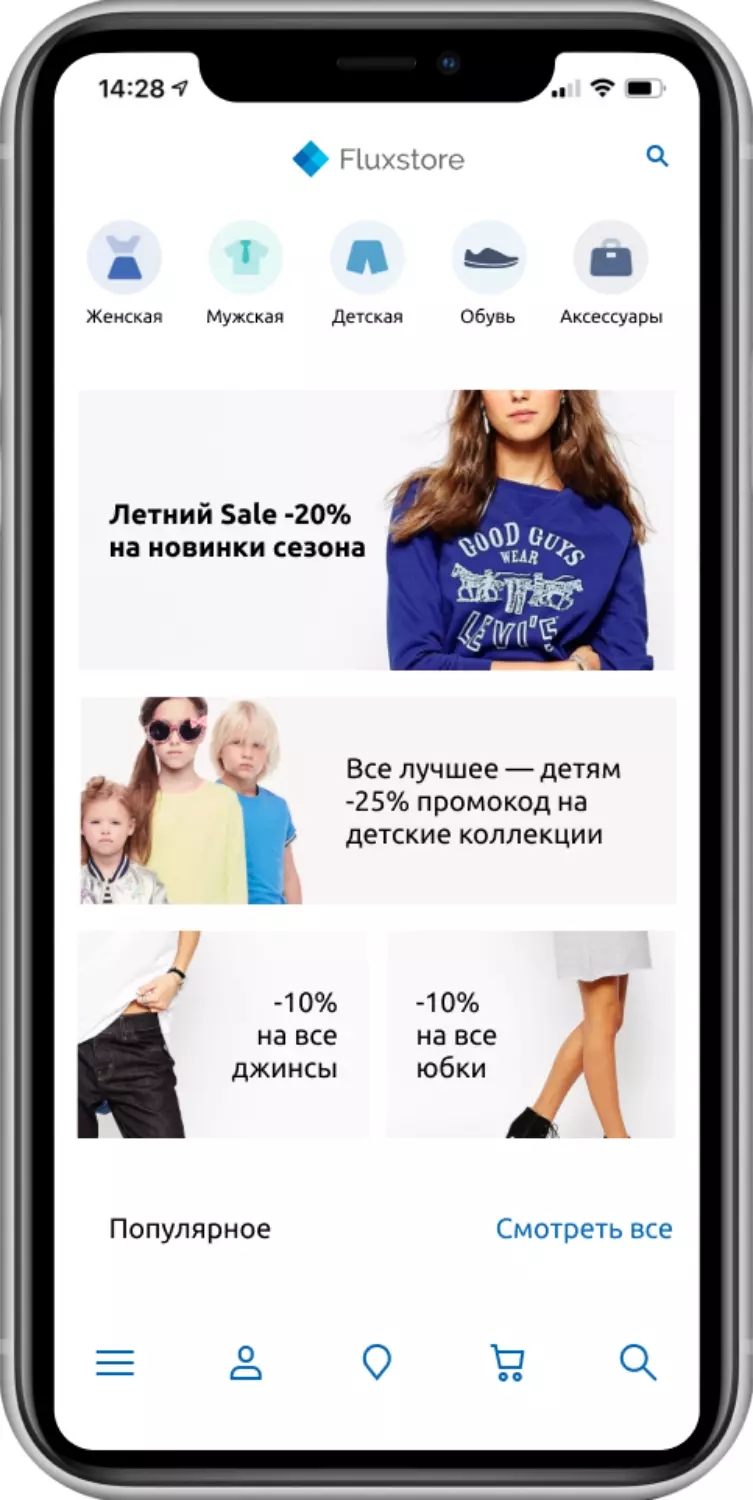 14:28
Fluxstore
Женская
Мужская
Детская
Обувь
Аксессуары
Летний Sale -20%
на новинки сезона
GOOD GUYS
WEAR
LEVI'S
Все лучшее — детям
-25% промокод на
детские коллекции
-10%
на все
джинсы
-10%
на все
юбки
Популярное
Смотреть все